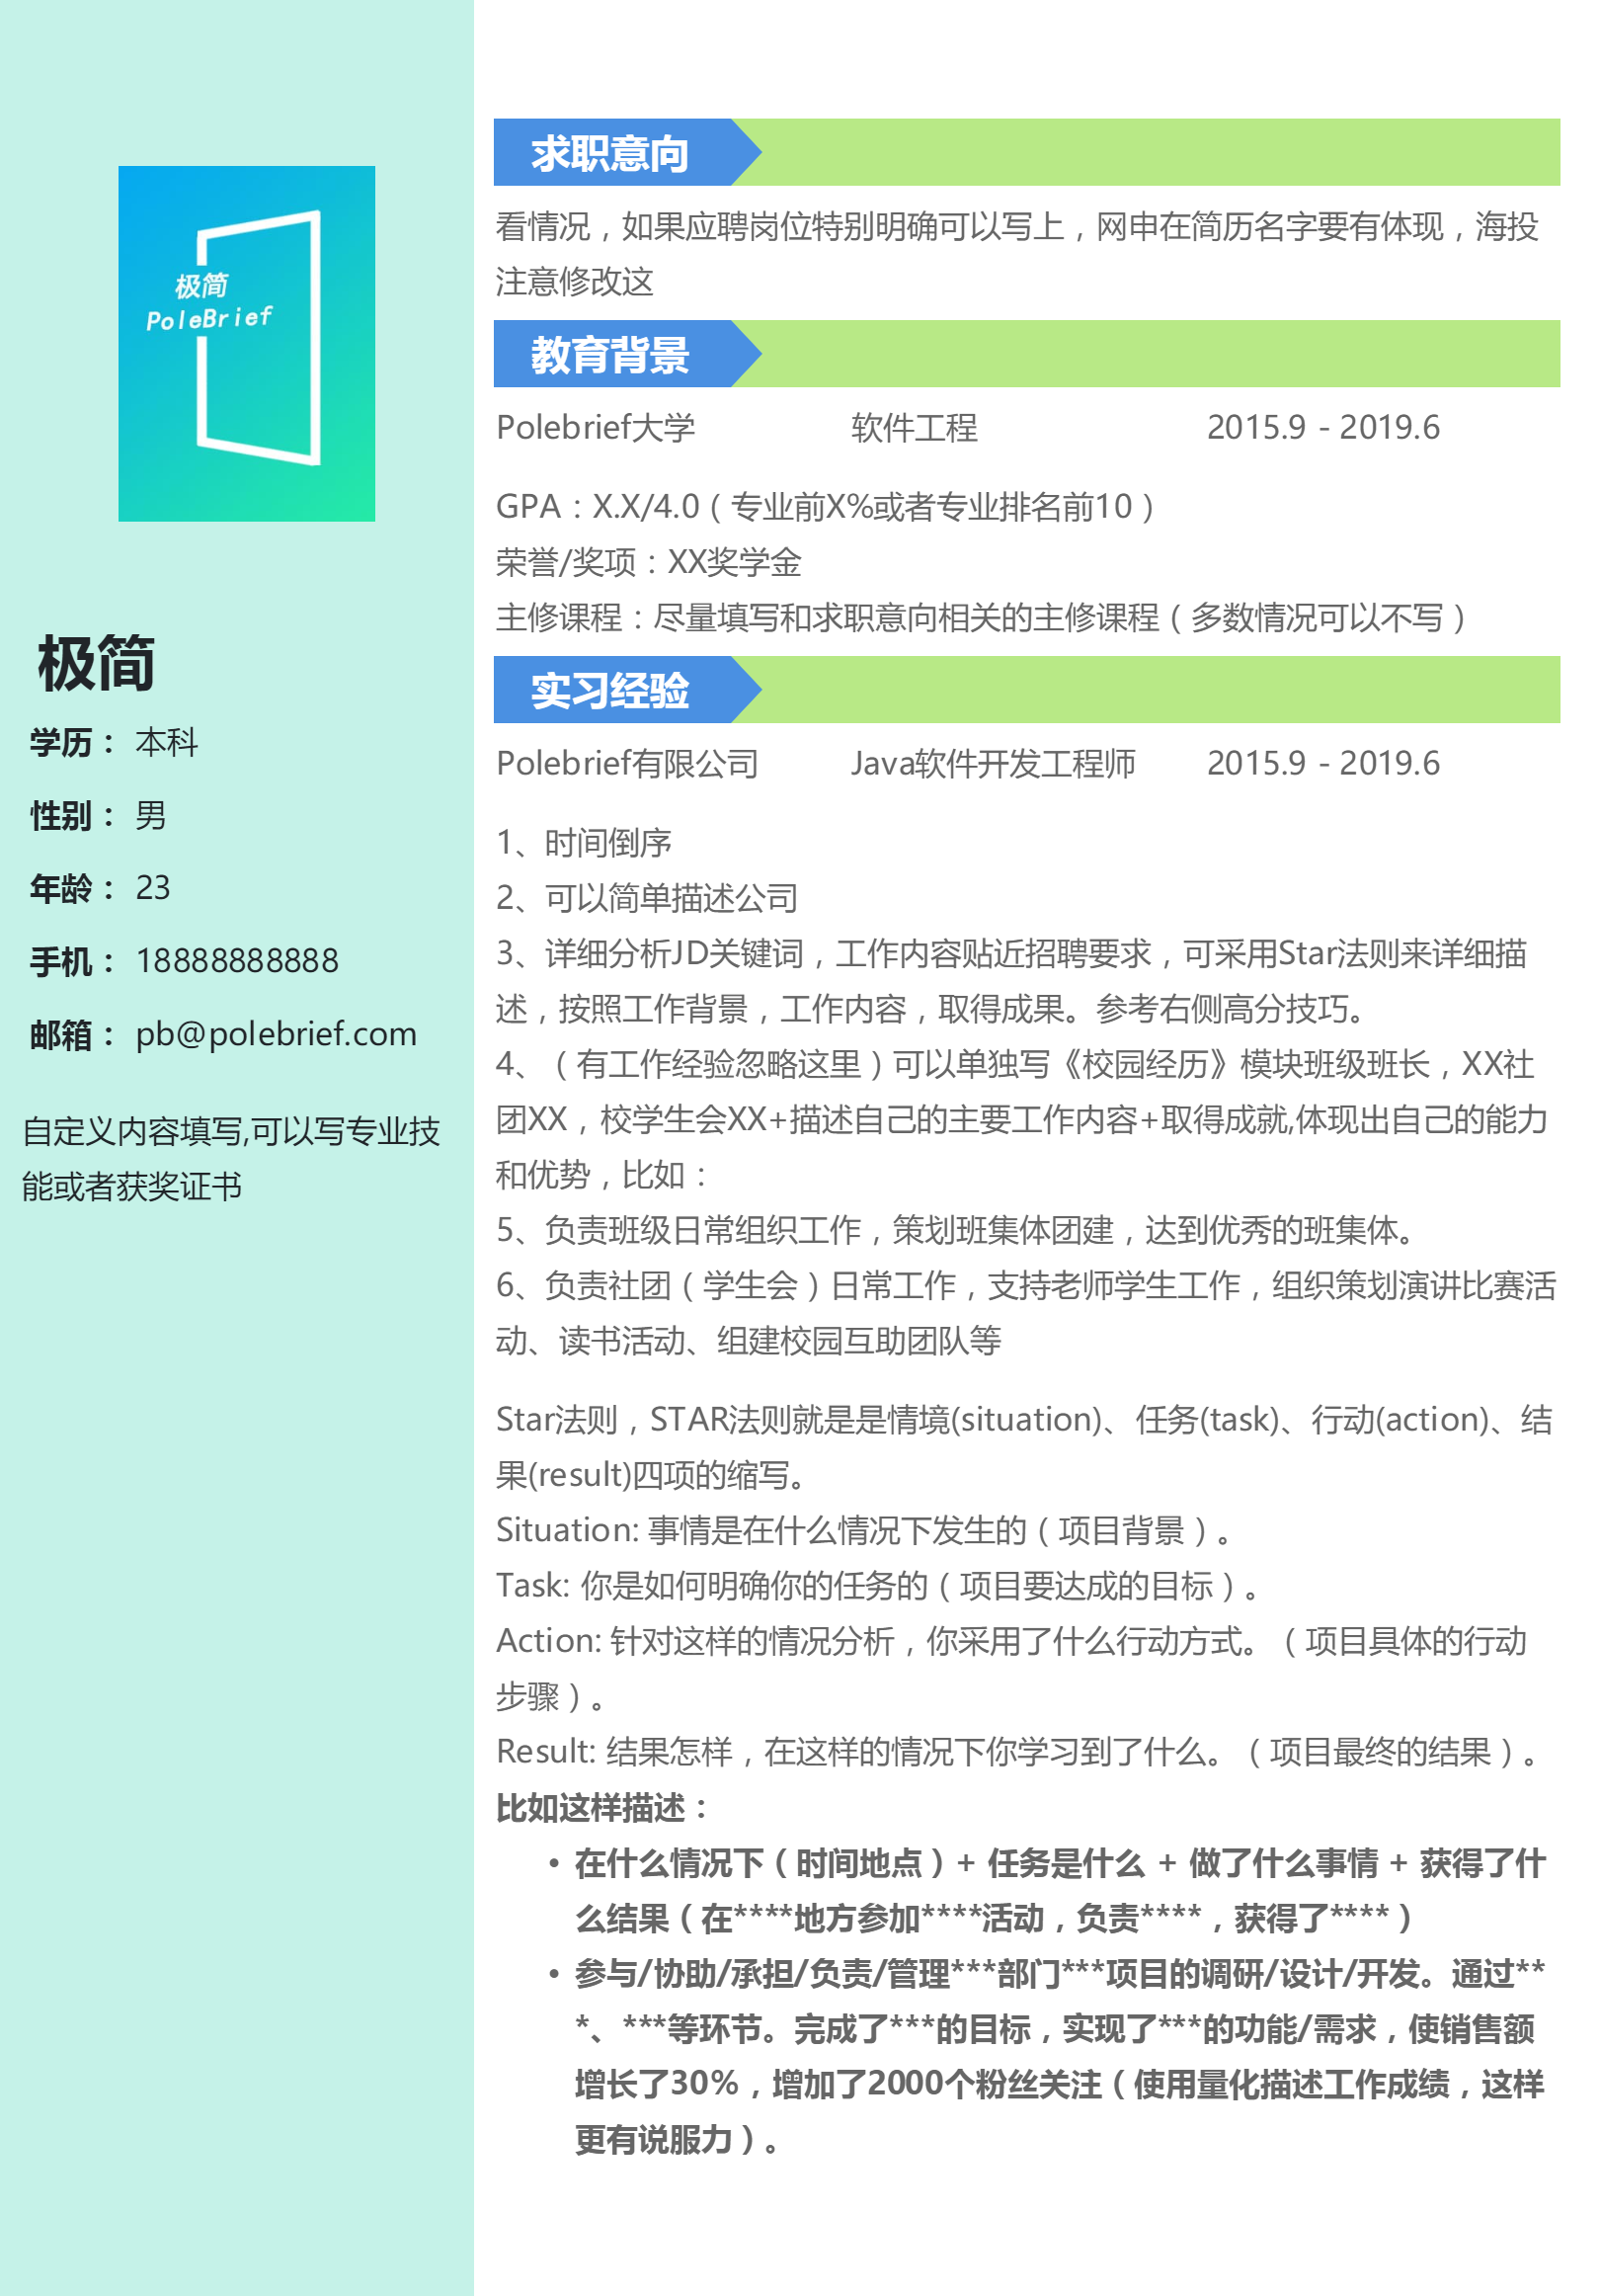 极简
PoleBrief
极简
学历： 本科
性别： 男
年龄： 23
手机： 18888888888
邮箱： pb@polebrief.com
自定义内容填写,可以写专业技
能或者获奖证书
求职意向
看情况，如果应聘岗位特别明确可以写上，网申在简历名字要有体现，海投
注意修改这
教育背景
Polebrief大学 软件工程 2015.9 - 2019.6
GPA：X.X/4.0（专业前X%或者专业排名前10）
荣誉/奖项：XX奖学金
主修课程：尽量填写和求职意向相关的主修课程（多数情况可以不写）
实习经验
Polebrief有限公司 Java软件开发工程师 2015.9 - 2019.6
1、时间倒序
2、可以简单描述公司
3、详细分析JD关键词，工作内容贴近招聘要求，可采用Star法则来详细描
述，按照工作背景，工作内容，取得成果。参考右侧高分技巧。
4、（有工作经验忽略这里）可以单独写《校园经历》模块班级班长，XX社
团XX，校学生会XX+描述自己的主要工作内容+取得成就,体现出自己的能力
和优势，比如：
5、负责班级日常组织工作，策划班集体团建，达到优秀的班集体。
6、负责社团（学生会）日常工作，支持老师学生工作，组织策划演讲比赛活
动、读书活动、组建校园互助团队等
Star法则，STAR法则就是是情境(situation)、任务(task)、行动(action)、结
果(result)四项的缩写。
Situation: 事情是在什么情况下发生的（项目背景）。
Task: 你是如何明确你的任务的（项目要达成的目标）。
Action: 针对这样的情况分析，你采用了什么行动方式。（项目具体的行动
步骤）。
Result: 结果怎样，在这样的情况下你学习到了什么。（项目最终的结果）。
比如这样描述：
• 在什么情况下（时间地点）+ 任务是什么 + 做了什么事情 + 获得了什
么结果（在****地方参加****活动，负责****，获得了****）
• 参与/协助/承担/负责/管理***部门***项目的调研/设计/开发。通过**
*、***等环节。完成了***的目标，实现了***的功能/需求，使销售额
增长了30%，增加了2000个粉丝关注（使用量化描述工作成绩，这样
更有说服力）。